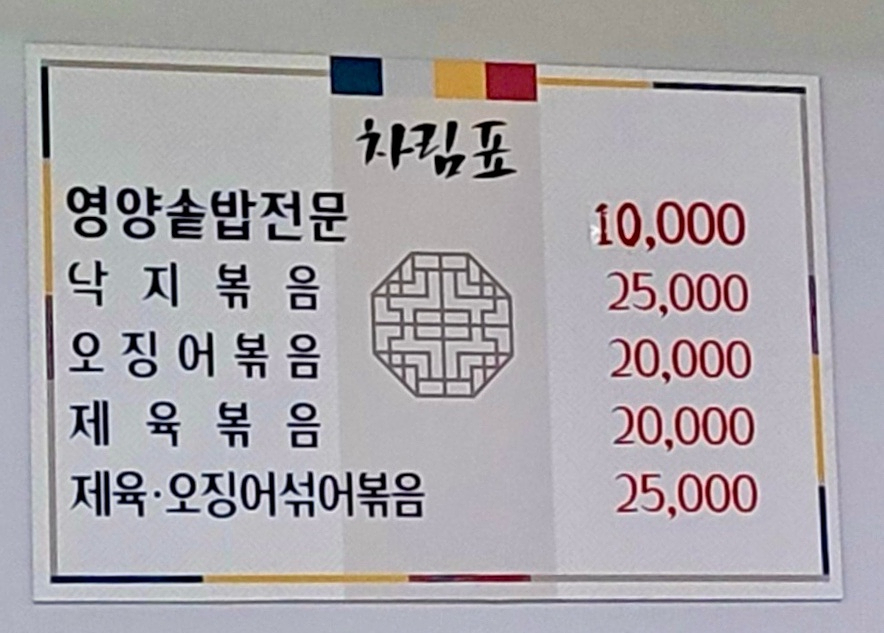 차림표
영양솥밥전문 10,000
낙지볶음 25,000
오징어볶음 20,000
제육볶음 20,000
제육·오징어섞어볶음 25,000